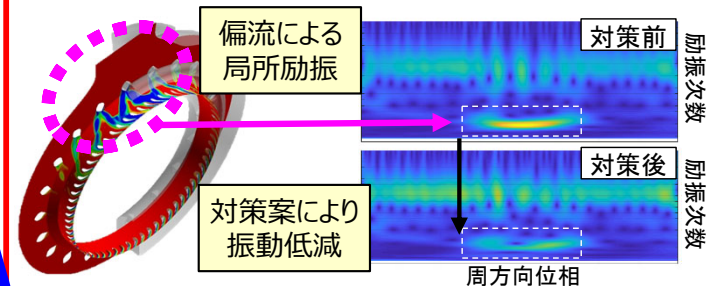 偏流による
局所励振
対策前
励振次数
対策案により
振動低減
対策後
励振次数
周方向位相